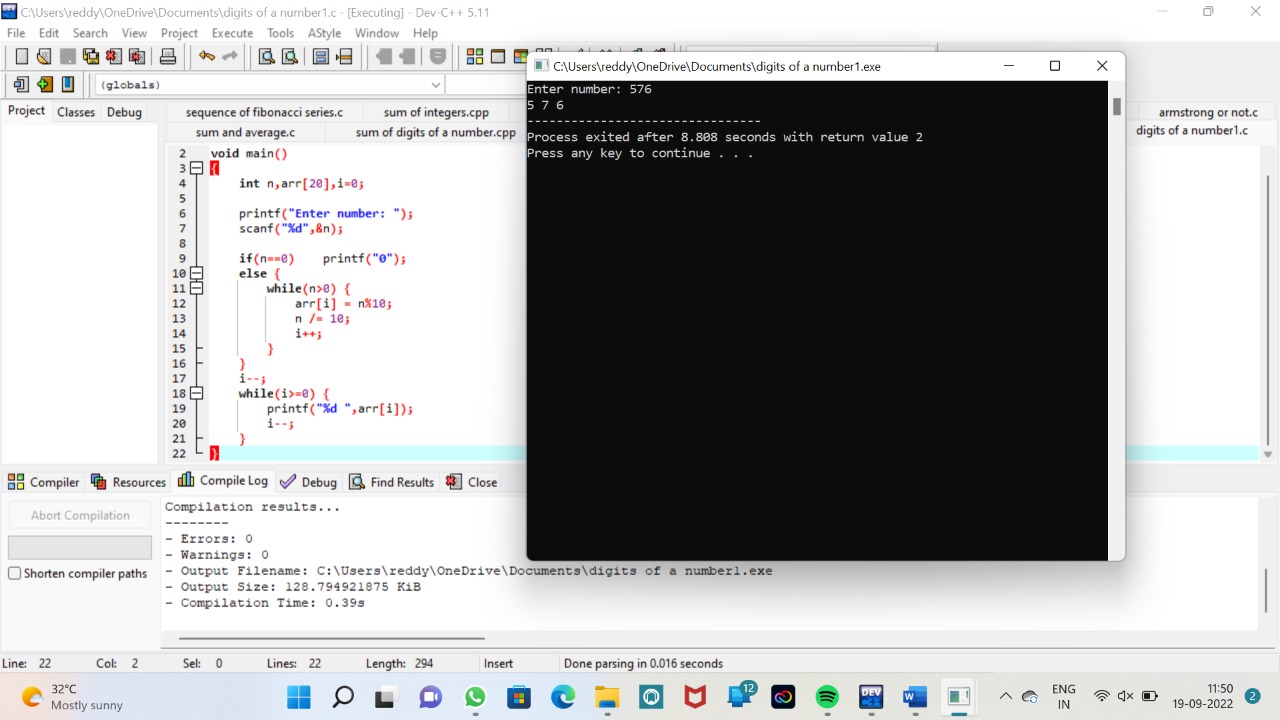 C:\Users\reddy\OneDrive\Documents\digits of a number1.c - [Executing] - Dev-C++ 5.11
File Edit Search View Project Execute Tools AStyle Window Help
(globals)
Project Classes Debug
sequence of fibonacci series.c sum of integers.cpp armstrong or not.c
sum and average.c sum of digits of a number.cpp digits of a number1.c
2 void main()
3 {
4 int n,arr[20],i=0;
5
6 printf("Enter number: ");
7 scanf("%d",&n);
8
9 if(n==0) printf("0");
10 else {
11 while(n>0) {
12 arr[i] = n%10;
13 n /= 10;
14 i++;
15 }
16 }
17 i--;
18 while(i>=0) {
19 printf("%d ",arr[i]);
20 i--;
21 }
22 }
C:\Users\reddy\OneDrive\Documents\digits of a number1.exe
Enter number: 576
5 7 6
--------------------------------
Process exited after 8.808 seconds with return value 2
Press any key to continue . . .
Compiler Resources Compile Log Debug Find Results Close
Abort Compilation
Shorten compiler paths
Compilation results...
--------
- Errors: 0
- Warnings: 0
- Output Filename: C:\Users\reddy\OneDrive\Documents\digits of a number1.exe
- Output Size: 128.794921875 KiB
- Compilation Time: 0.39s
Line: 22 Col: 2 Sel: 0 Lines: 22 Length: 294 Insert Done parsing in 0.016 seconds
32°C
Mostly sunny
12
DEV
ENG
IN
11:50
19-09-2022
2